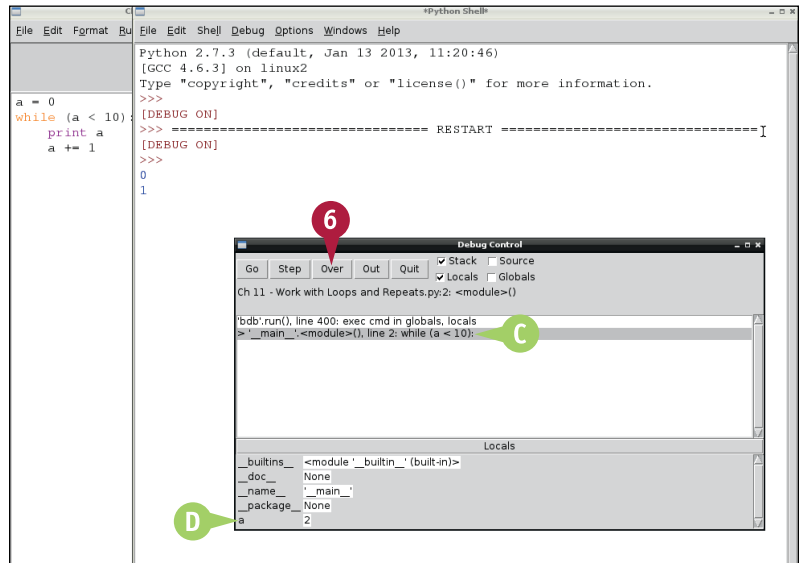 *Python Shell*
File Edit Format Ru
File Edit Shell Debug Options Windows Help
a = 0
while (a < 10):
print a
a += 1
Python 2.7.3 (default, Jan 13 2013, 11:20:46)
[GCC 4.6.3] on linux2
Type "copyright", "credits" or "license()" for more information.
>>>
[DEBUG ON]
>>> ================================ RESTART ================================
[DEBUG ON]
>>>
0
1
6
Debug Control
Go Step Over Out Quit
Stack Source
Locals Globals
Ch 11 - Work with Loops and Repeats.py:2: <module>()
'bdb'.run(), line 400: exec cmd in globals, locals
> '__main__'.<module>(), line 2: while (a < 10):
C
Locals
__builtins__ <module '__builtin__' (built-in)>
__doc__ None
__name__ '__main__'
__package__ None
D
a 2